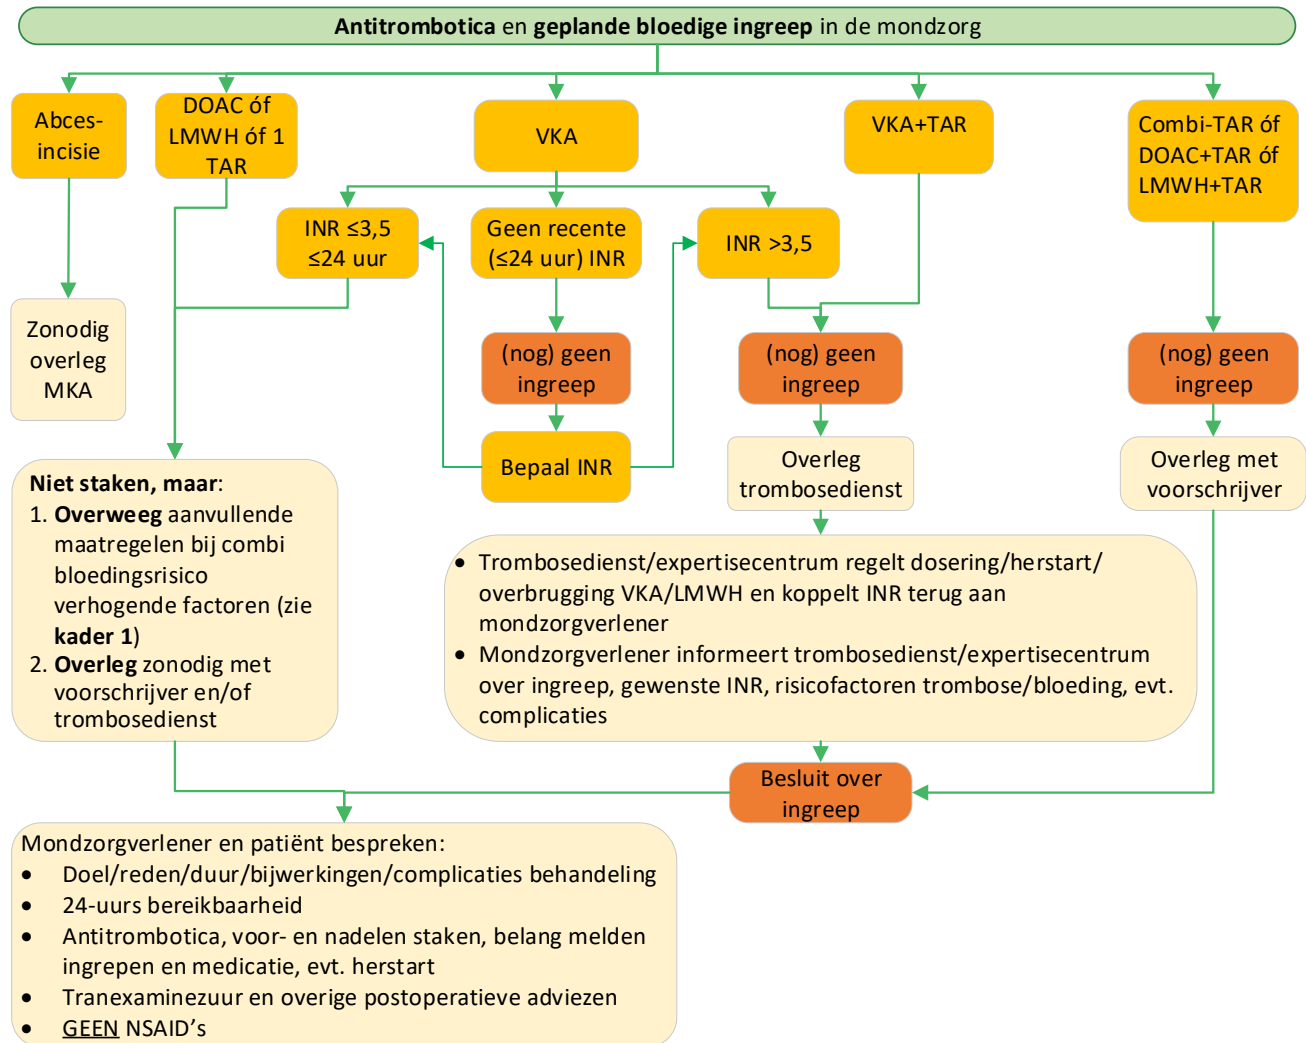 Antitrombotica en geplande bloedige ingreep in de mondzorg
Abces-
incisie
DOAC óf
LMWH óf 1
TAR
VKA
VKA+TAR
Combi-TAR óf
DOAC+TAR óf
LMWH+TAR
INR ≤3,5
≤24 uur
Geen recente
(≤24 uur) INR
INR >3,5
Zonodig
overleg
MKA
(nog) geen
ingreep
(nog) geen
ingreep
(nog) geen
ingreep
Bepaal INR
Overleg
trombosedienst
Overleg met
voorschrijver
Niet staken, maar:
1. Overweeg aanvullende
maatregelen bij combi
bloedingsrisico
verhogende factoren (zie
kader 1)
2. Overleg zonodig met
voorschrijver en/of
trombosedienst
• Trombosedienst/expertisecentrum regelt dosering/herstart/
overbrugging VKA/LMWH en koppelt INR terug aan
mondzorgverlener
• Mondzorgverlener informeert trombosedienst/expertisecentrum
over ingreep, gewenste INR, risicofactoren trombose/bloeding, evt.
complicaties
Besluit over
ingreep
Mondzorgverlener en patiënt bespreken:
• Doel/reden/duur/bijwerkingen/complicaties behandeling
• 24-uurs bereikbaarheid
• Antitrombotica, voor- en nadelen staken, belang melden
ingrepen en medicatie, evt. herstart
• Tranexaminezuur en overige postoperatieve adviezen
• GEEN NSAID’s